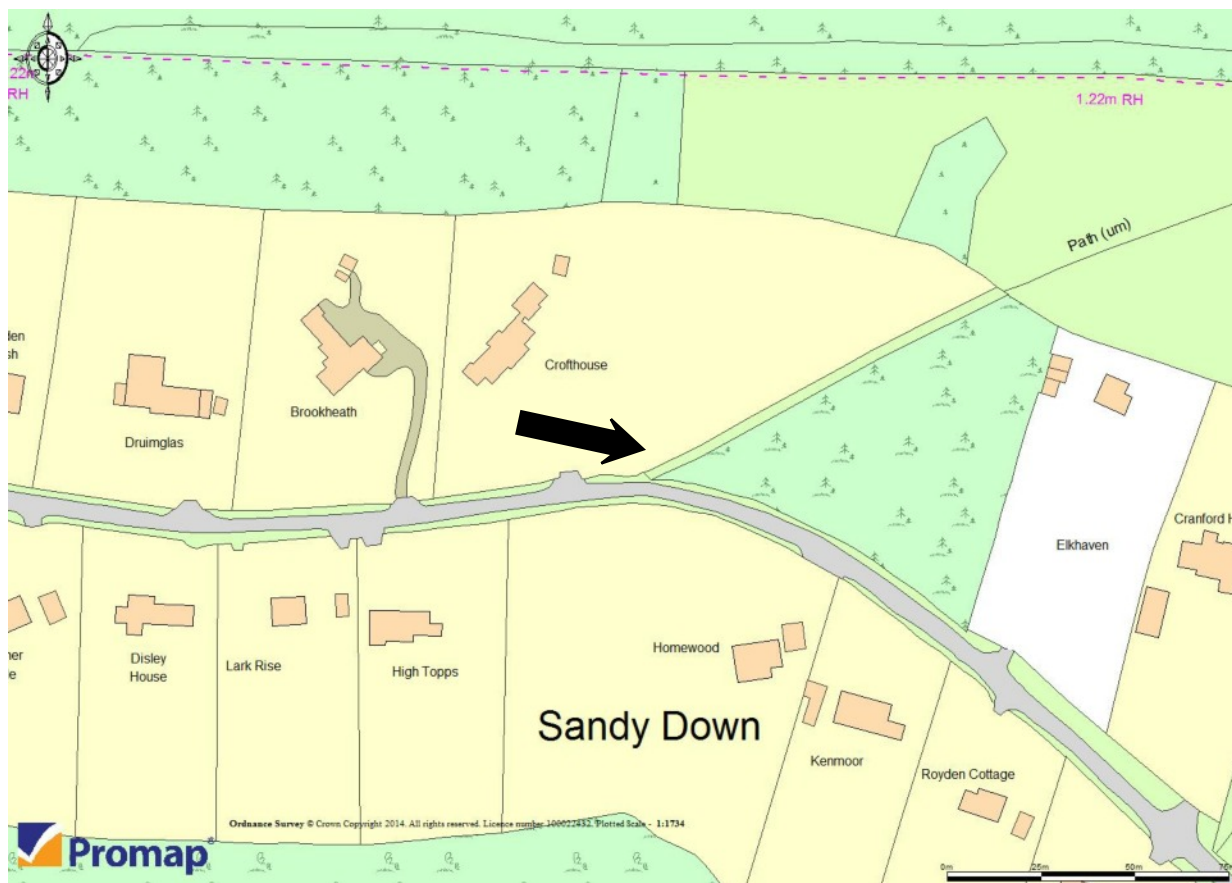 .22m
RH
1.22m RH
Path (um)
Crofthouse
Brookheath
Druimglas
Cranford H
Elkhaven
Homewood
Disley
House
Lark Rise
High Topps
Sandy Down
Kenmoor
Royden Cottage
Ordnance Survey © Crown Copyright 2014. All rights reserved. Licence number 100022432. Plotted Scale - 1:1734
Promap
0m 25m 50m 75m